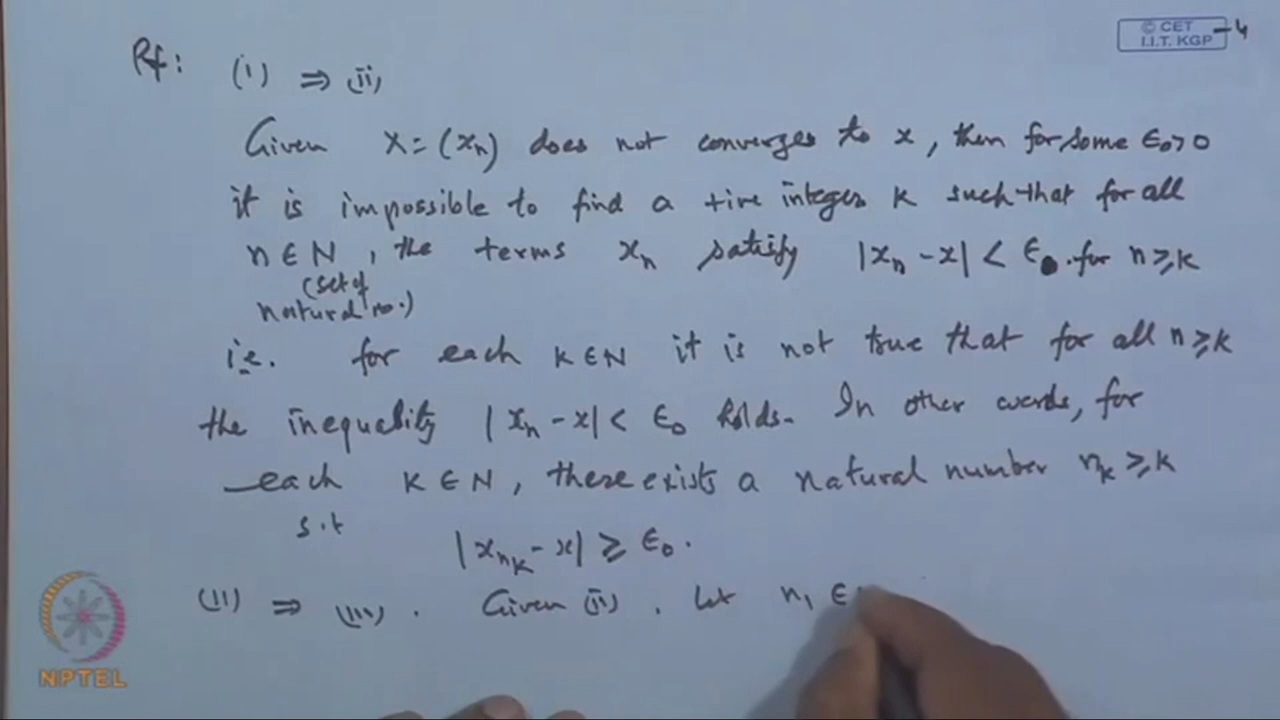 © CET
I.I.T. KGP
-4
Pf: (i) ⇒ (ii)
Given X = (xₙ) does not converges to x, then for some ε₀>0
it is impossible to find a +ive integer K such that for all
n ∈ N, the terms xₙ satisfy |xₙ - x| < ε₀. for n ≥ K
(set of
natural no.)
i.e. for each K ∈ N it is not true that for all n ≥ K
the inequality |xₙ - x| < ε₀ holds. In other words, for
each K ∈ N, there exists a natural number n_K ≥ K
s.t
|x_{n_K} - x| ≥ ε₀.
(ii) ⇒ (iii). Given (ii). Let n₁ ∈
NPTEL